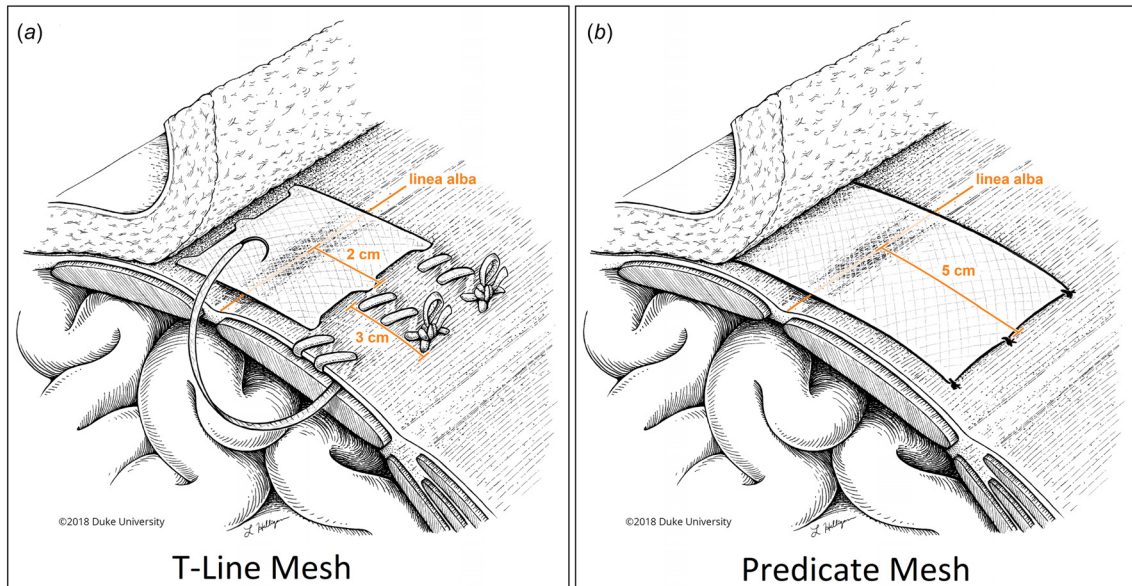 (a)
linea alba
2 cm
3 cm
©2018 Duke University
T-Line Mesh
(b)
linea alba
5 cm
©2018 Duke University
Predicate Mesh